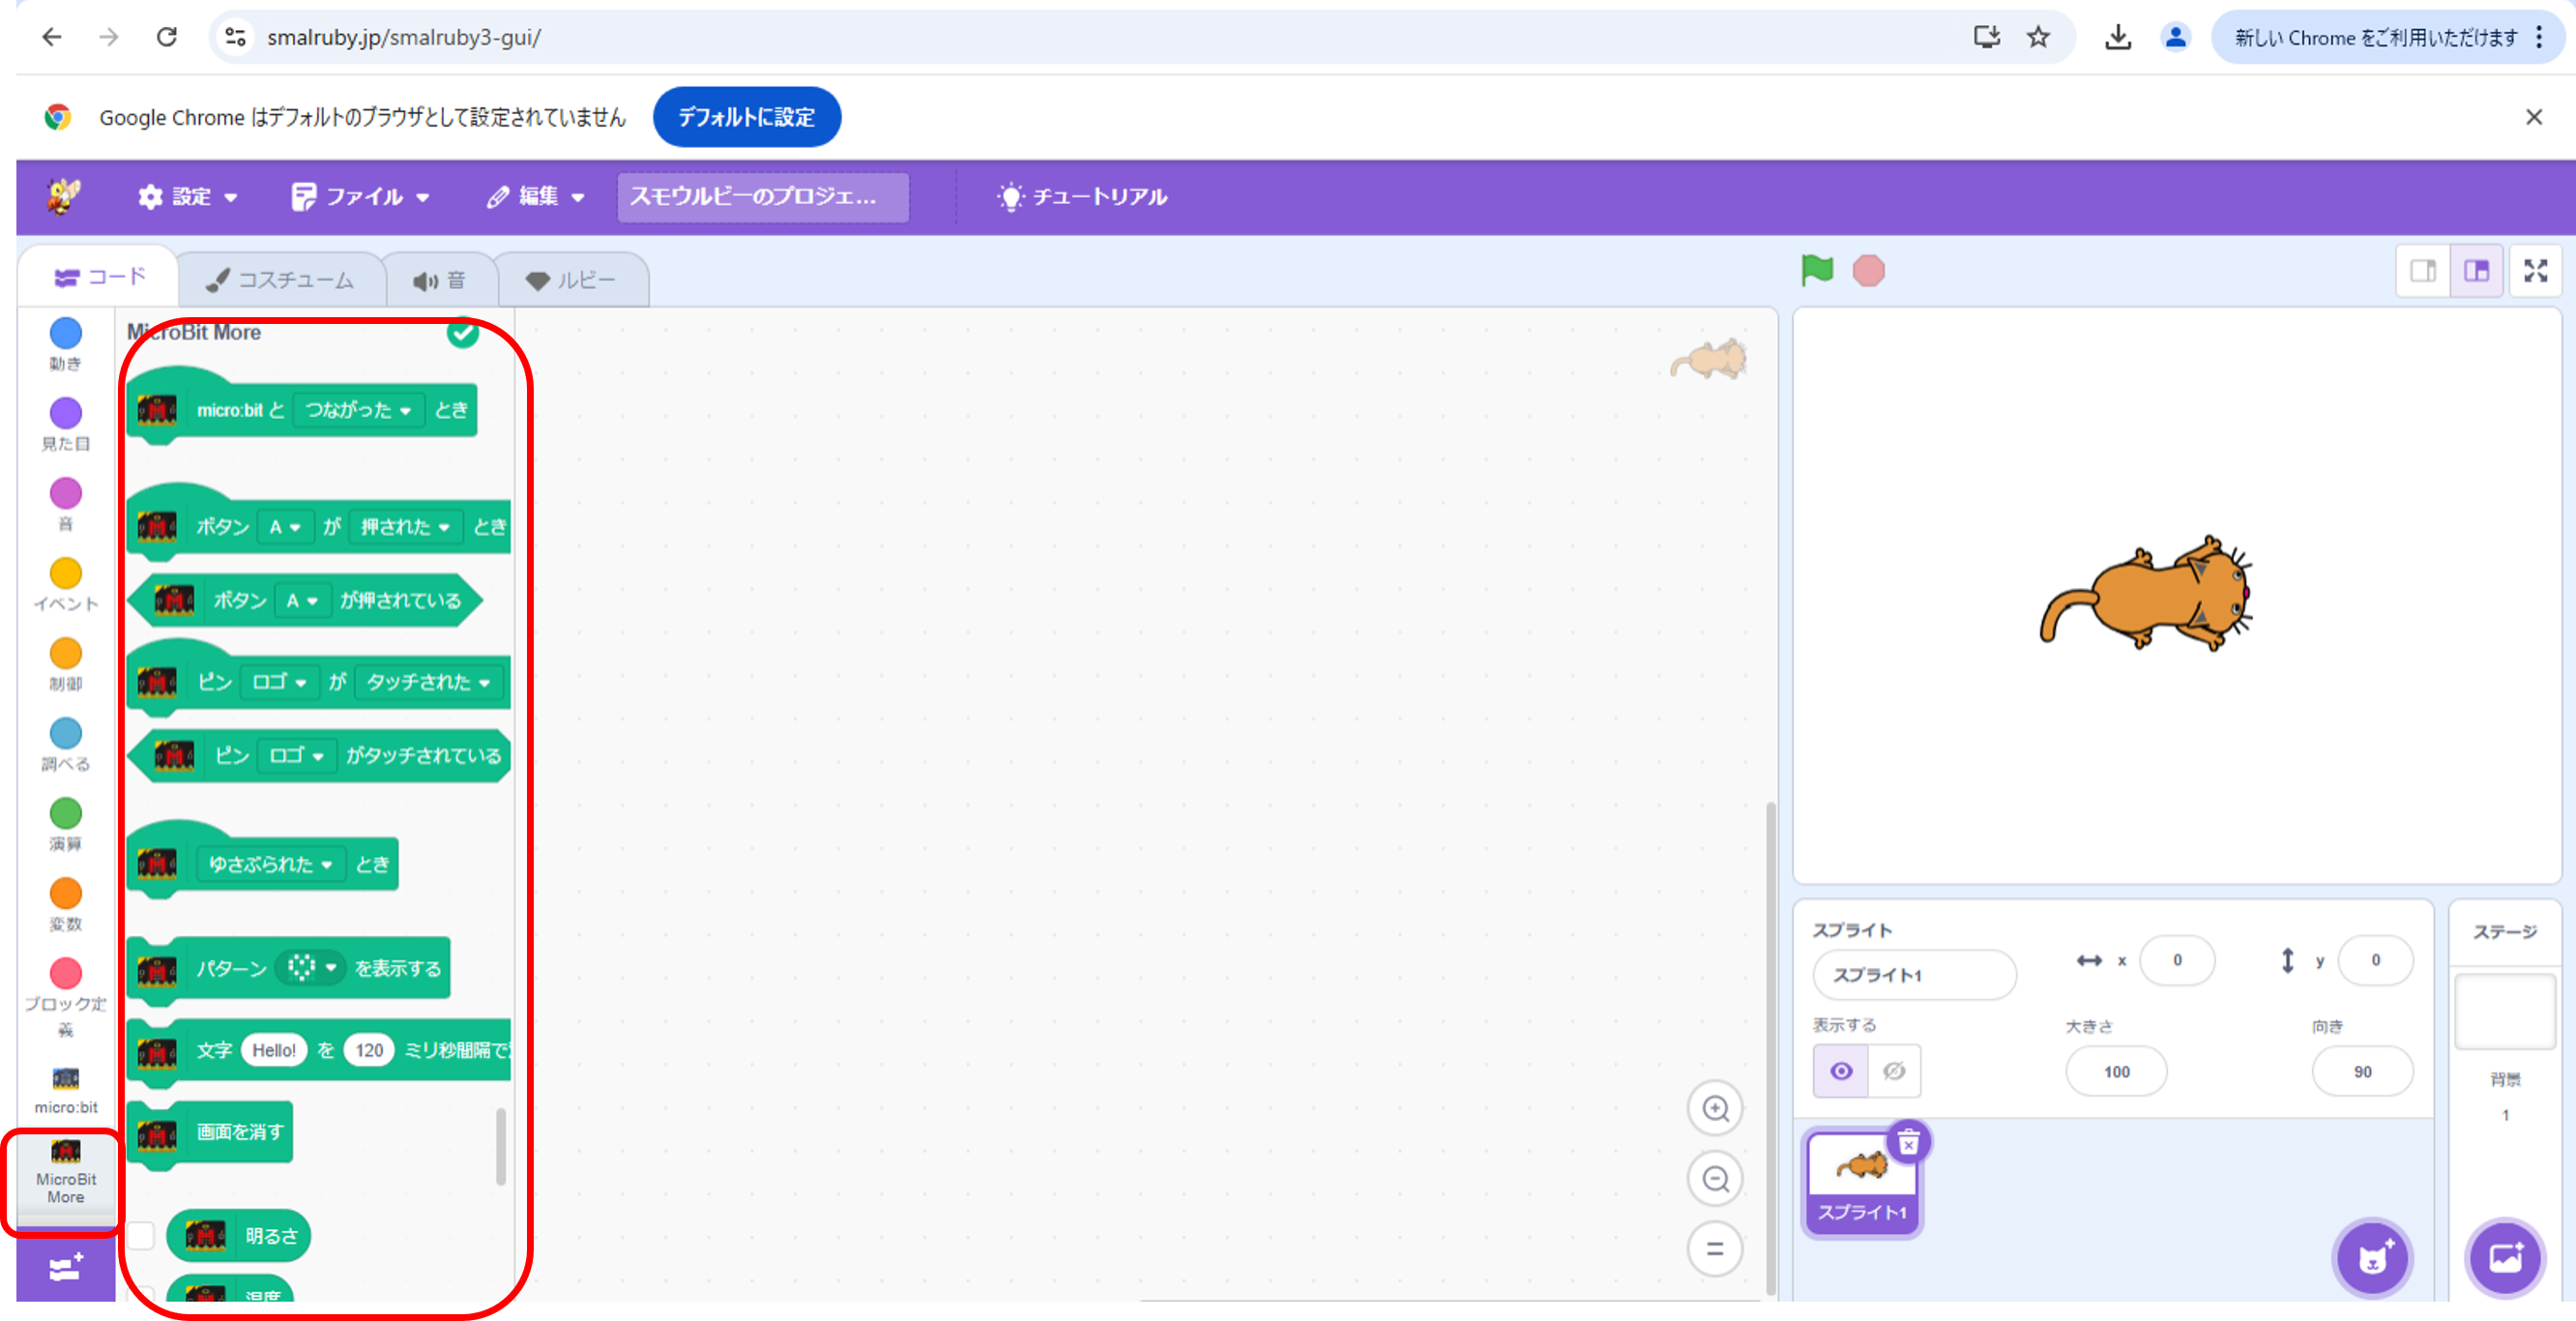 smalruby.jp/smalruby3-gui/
新しい Chrome をご利用いただけます
Google Chrome はデフォルトのブラウザとして設定されていません
デフォルトに設定
設定
ファイル
編集
スモウルビーのプロジェ...
チュートリアル
コード
コスチューム
音
ルビー
動き
見た目
音
イベント
制御
調べる
演算
変数
ブロック定
義
micro:bit
MicroBit
More
MicroBit More
micro:bit と つながった とき
ボタン A が 押された とき
ボタン A が押されている
ピン ロゴ が タッチされた
ピン ロゴ がタッチされている
ゆさぶられた とき
パターン を表示する
文字 Hello! を 120 ミリ秒間隔で
画面を消す
明るさ
温度
スプライト
スプライト1
x 0
y 0
表示する
大きさ
100
向き
90
スプライト1
ステージ
背景
1